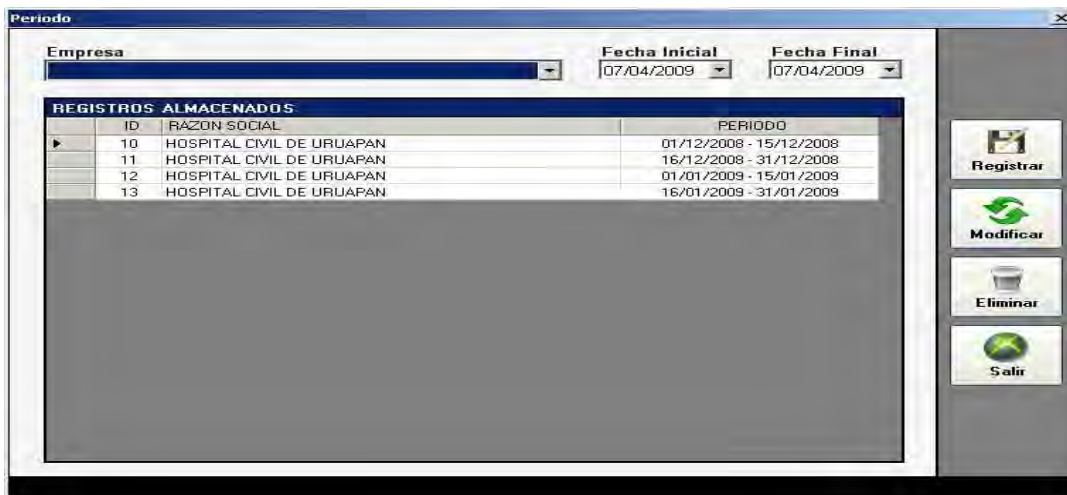 Periodo
Empresa Fecha Inicial Fecha Final
07/04/2009 07/04/2009
REGISTROS ALMACENADOS
ID RAZON SOCIAL PERIODO
10 HOSPITAL CIVIL DE URUAPAN 01/12/2008 - 15/12/2008
11 HOSPITAL CIVIL DE URUAPAN 16/12/2008 - 31/12/2008
12 HOSPITAL CIVIL DE URUAPAN 01/01/2009 - 15/01/2009
13 HOSPITAL CIVIL DE URUAPAN 16/01/2009 - 31/01/2009
Registrar
Modificar
Eliminar
Salir